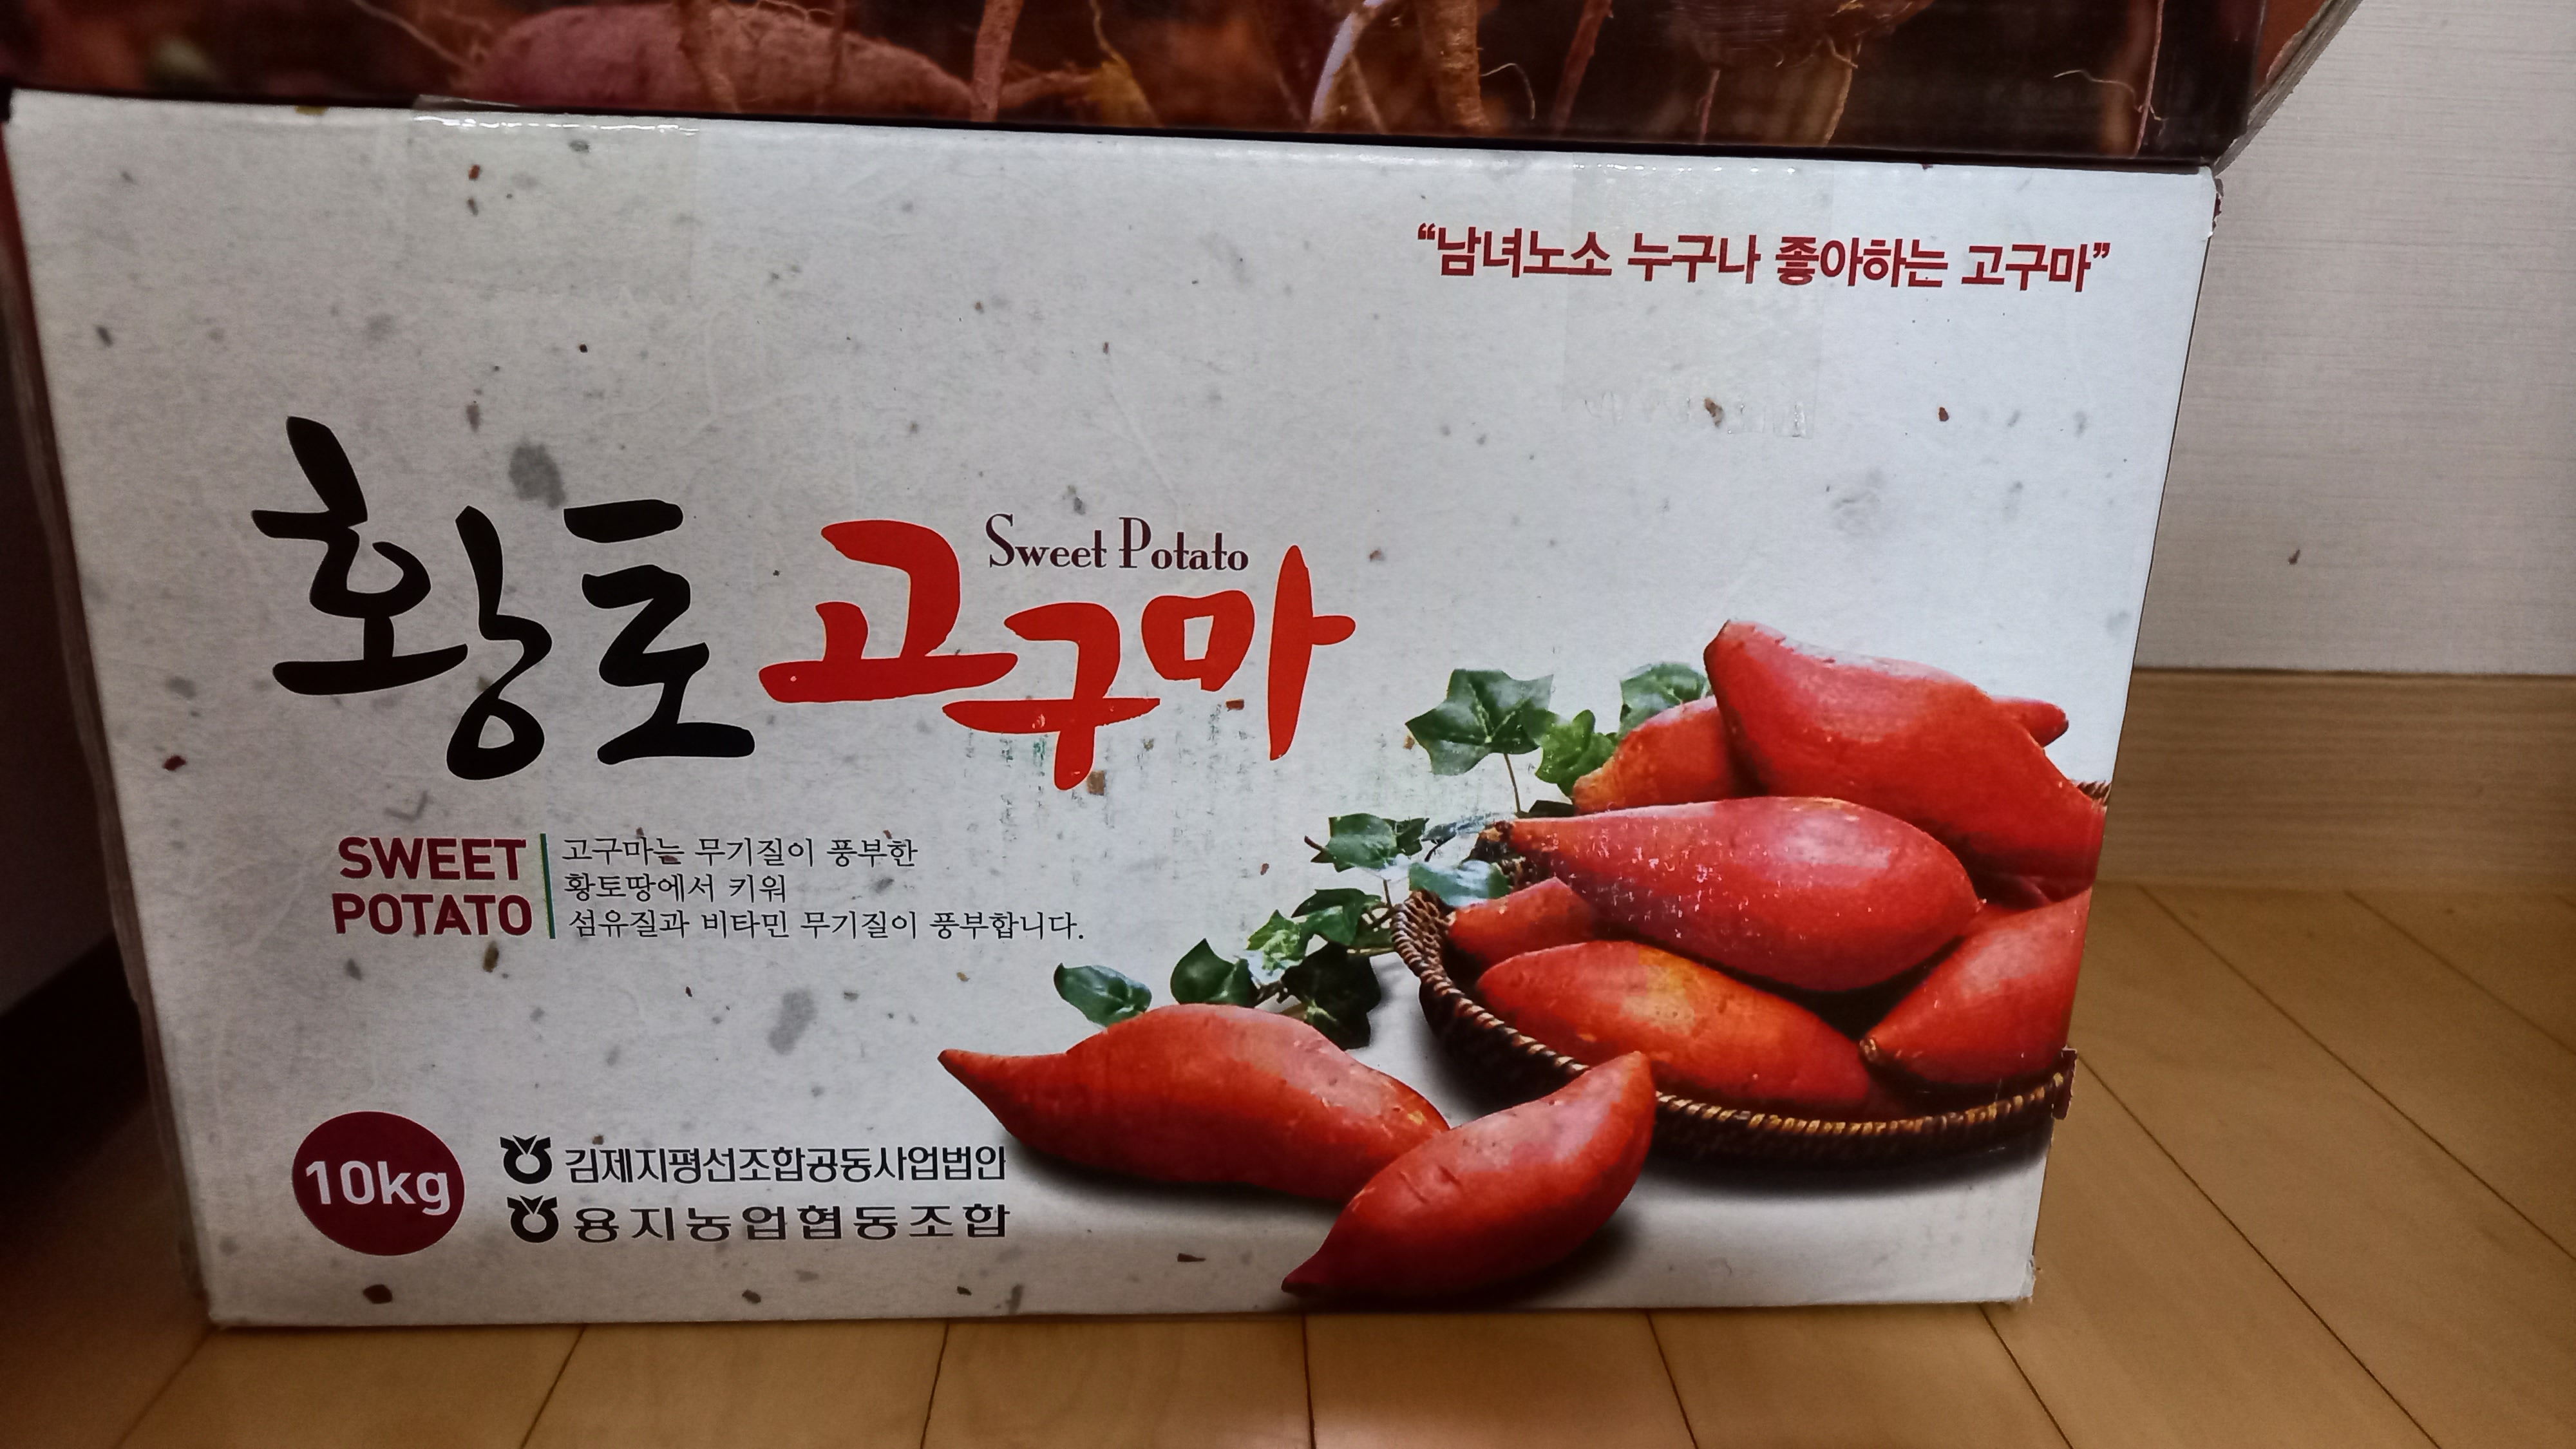 “남녀노소 누구나 좋아하는 고구마”
황토고구마
Sweet Potato
SWEET
POTATO
고구마는 무기질이 풍부한
황토땅에서 키워
섬유질과 비타민 무기질이 풍부합니다.
10kg
김제지평선조합공동사업법인
용지농업협동조합